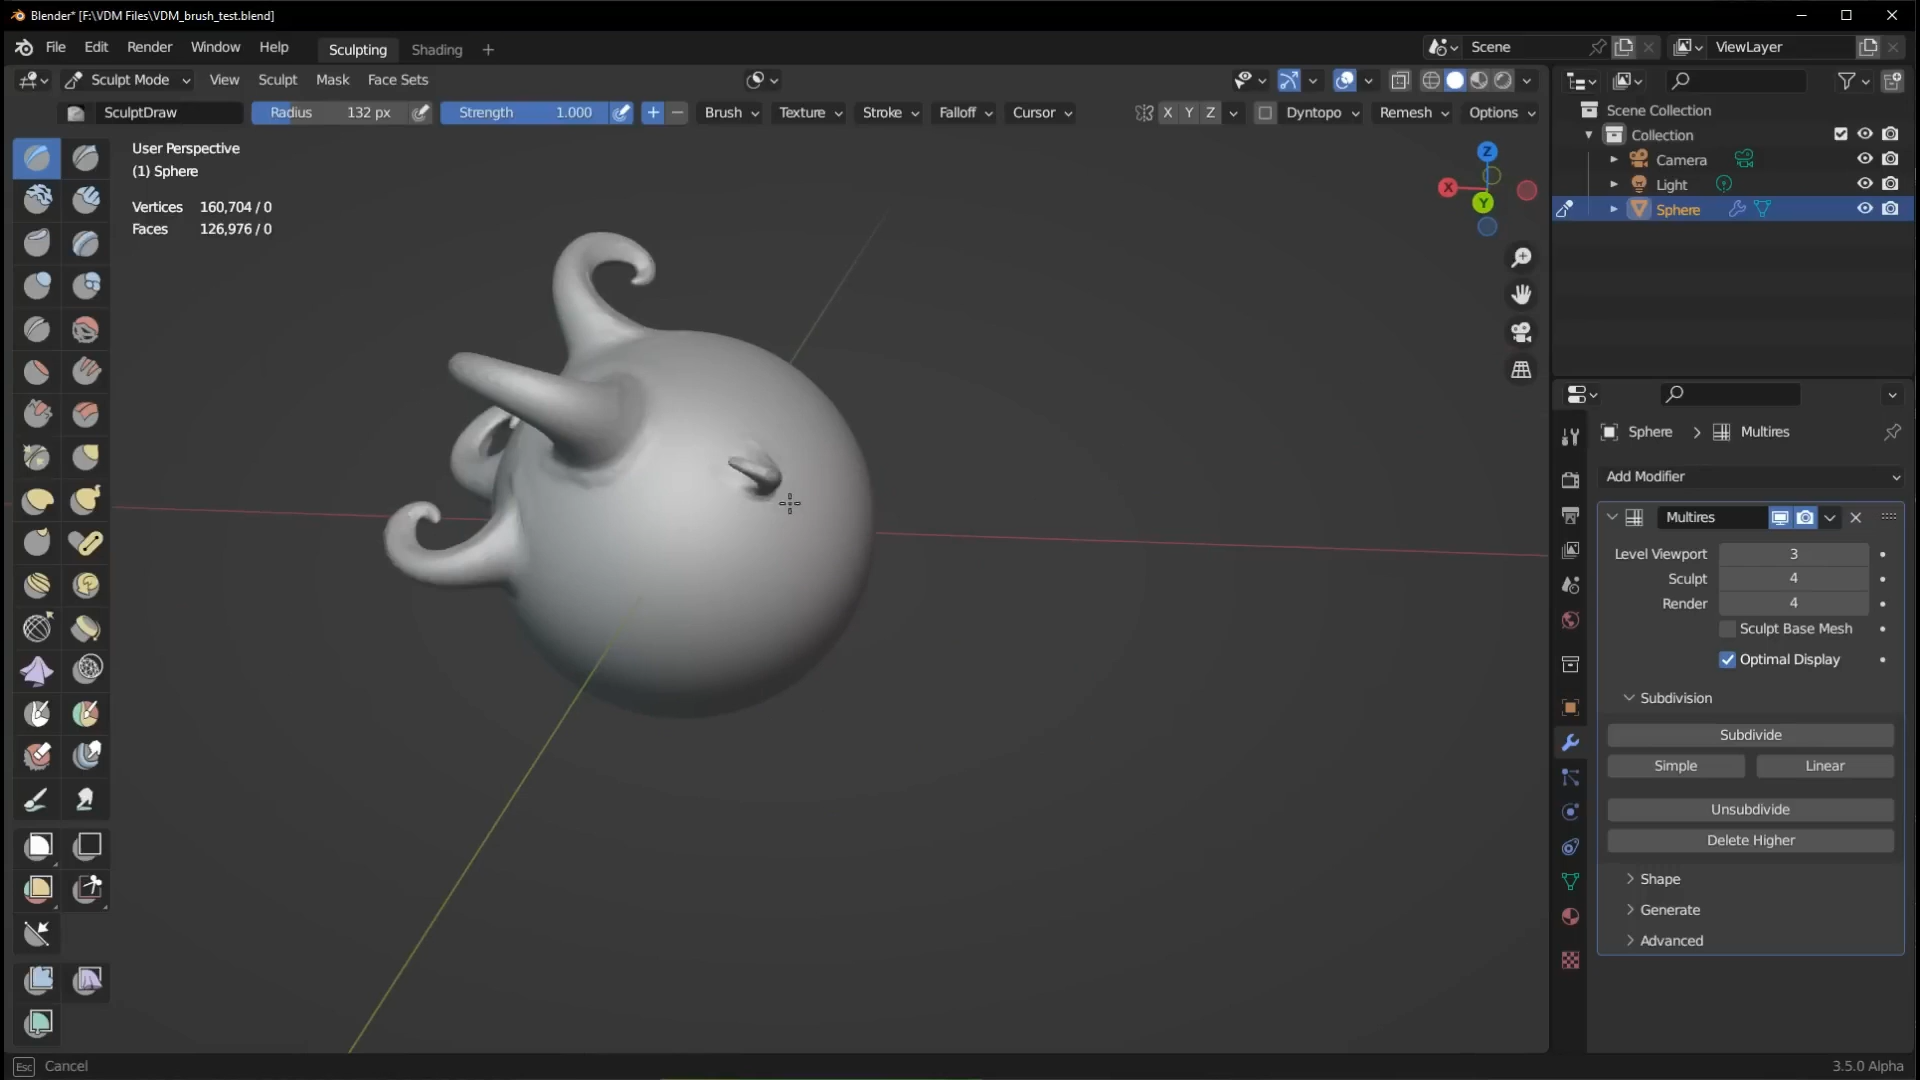 Blender* [F:\VDM Files\VDM_brush_test.blend]
File Edit Render Window Help Sculpting Shading + Scene ViewLayer
Sculpt Mode View Sculpt Mask Face Sets
SculptDraw Radius 132 px Strength 1.000 Brush Texture Stroke Falloff Cursor X Y Z Dyntopo Remesh Options
User Perspective
(1) Sphere
Vertices 160,704 / 0
Faces 126,976 / 0
Z
X
Y
Scene Collection
Collection
Camera
Light
Sphere
Sphere > Multires
Add Modifier
Multires
Level Viewport 3
Sculpt 4
Render 4
Sculpt Base Mesh
Optimal Display
Subdivision
Subdivide
Simple Linear
Unsubdivide
Delete Higher
Shape
Generate
Advanced
Esc Cancel 3.5.0 Alpha